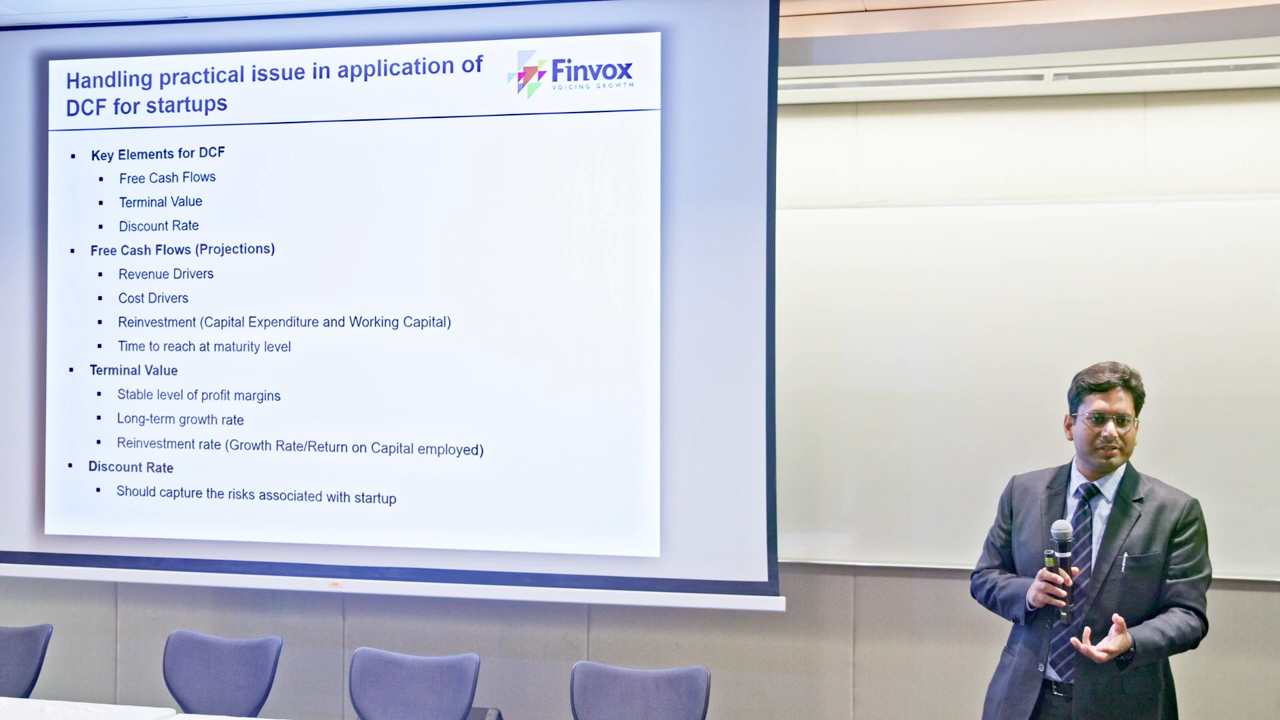 Handling practical issue in application of
DCF for startups
Finvox
VOICING GROWTH
▪ Key Elements for DCF
▪ Free Cash Flows
▪ Terminal Value
▪ Discount Rate
▪ Free Cash Flows (Projections)
▪ Revenue Drivers
▪ Cost Drivers
▪ Reinvestment (Capital Expenditure and Working Capital)
▪ Time to reach at maturity level
▪ Terminal Value
▪ Stable level of profit margins
▪ Long-term growth rate
▪ Reinvestment rate (Growth Rate/Return on Capital employed)
▪ Discount Rate
▪ Should capture the risks associated with startup